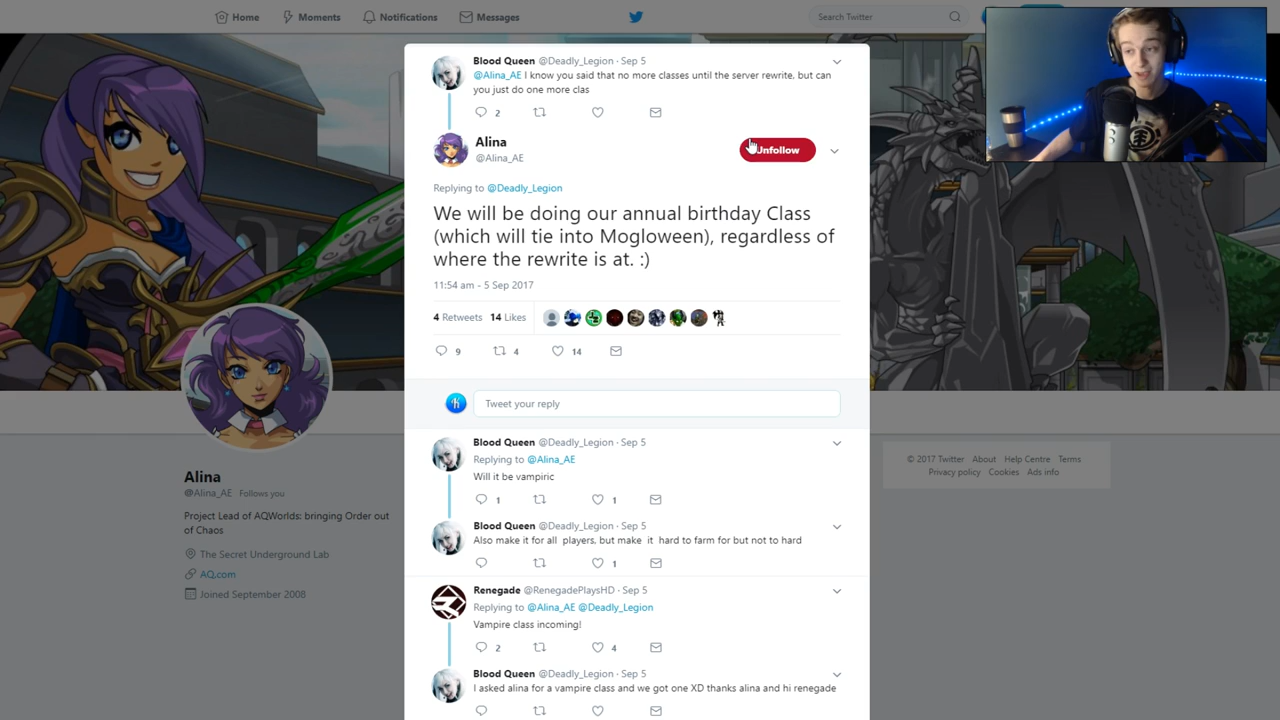 Home
Moments
Notifications
Messages
Search Twitter
Blood Queen @Deadly_Legion · Sep 5
@Alina_AE I know you said that no more classes until the server rewrite, but can
you just do one more clas
2
Alina
@Alina_AE
Unfollow
Replying to @Deadly_Legion
We will be doing our annual birthday Class
(which will tie into Mogloween), regardless of
where the rewrite is at. :)
11:54 am - 5 Sep 2017
4 Retweets 14 Likes
9 4 14
Tweet your reply
Blood Queen @Deadly_Legion · Sep 5
Replying to @Alina_AE
Will it be vampiric
1 1
Blood Queen @Deadly_Legion · Sep 5
Also make it for all players, but make it hard to farm for but not to hard
1
Renegade @RenegadePlaysHD · Sep 5
Replying to @Alina_AE @Deadly_Legion
Vampire class incoming!
2 4
Blood Queen @Deadly_Legion · Sep 5
I asked alina for a vampire class and we got one XD thanks alina and hi renegade
Alina
@Alina_AE Follows you
Project Lead of AQWorlds: bringing Order out
of Chaos
The Secret Underground Lab
AQ.com
Joined September 2008
© 2017 Twitter About Help Centre Terms
Privacy policy Cookies Ads info